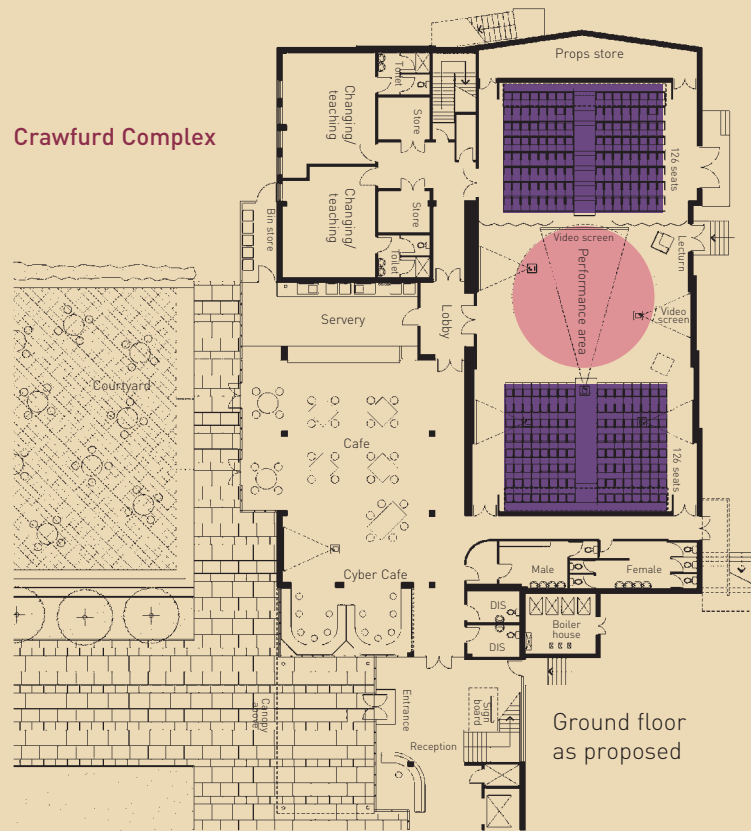 Props store
Toilet
Changing/
teaching
Store
Crawfurd Complex
126 seats
Changing/
teaching
Store
Bin store
Toilet
Video screen
Lecturn
Performance area
Video
screen
Servery
Lobby
Courtyard
Cafe
126 seats
Cyber Cafe
Male
Female
DIS
Boiler
house
DIS
Canopy
above
Entrance
Sign
board
Reception
Ground floor
as proposed